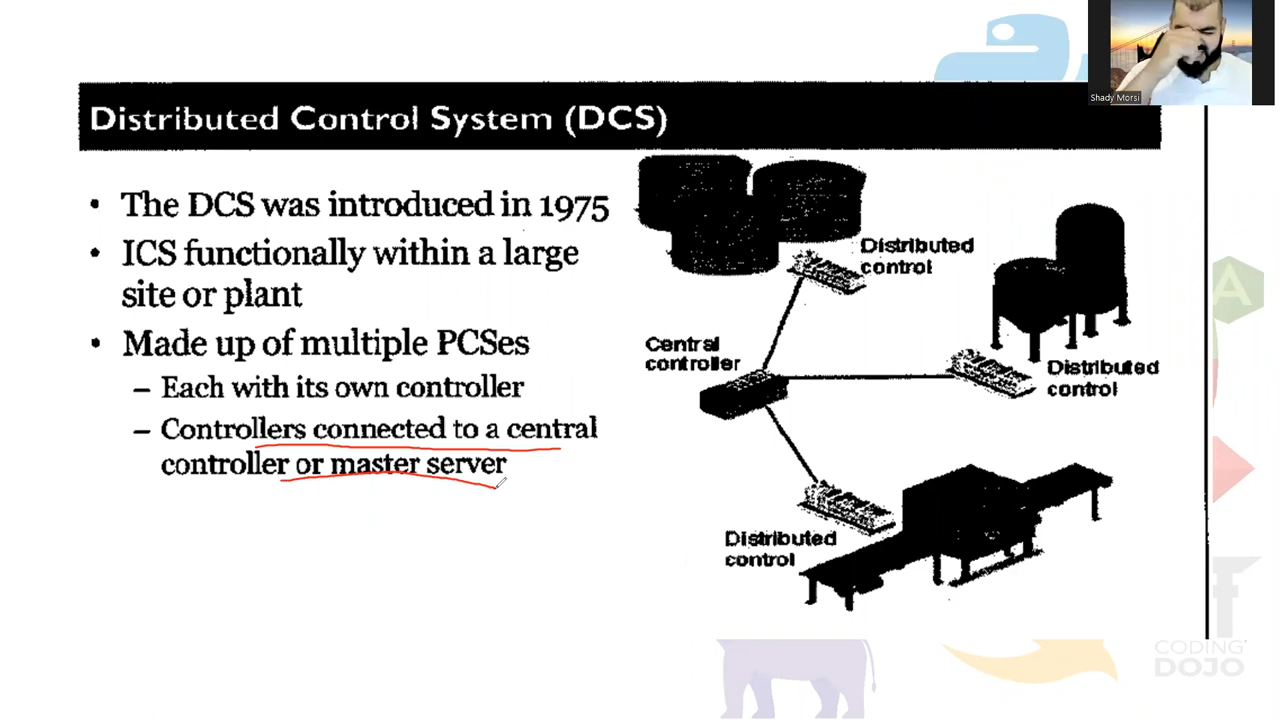 Shady Morsi
Distributed Control System (DCS)
• The DCS was introduced in 1975
• ICS functionally within a large
site or plant
• Made up of multiple PCSes
– Each with its own controller
– Controllers connected to a central
controller or master server
Distributed
control
Central
controller
Distributed
control
Distributed
control
A
CODING
DOJO